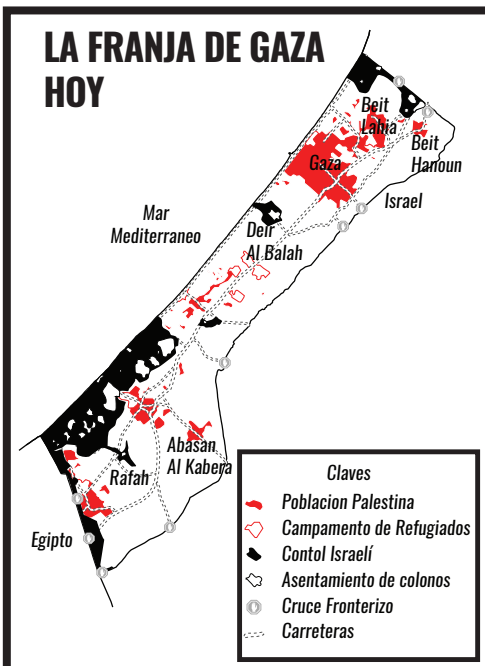 LA FRANJA DE GAZA
HOY
Beit
Lahia
Beit
Hanoun
Gaza
Israel
Mar
Mediterraneo
Deir
Al Balah
Abasan
Al Kabera
Rafah
Egipto
Claves
Poblacion Palestina
Campamento de Refugiados
Contol Israelí
Asentamiento de colonos
Cruce Fronterizo
Carreteras